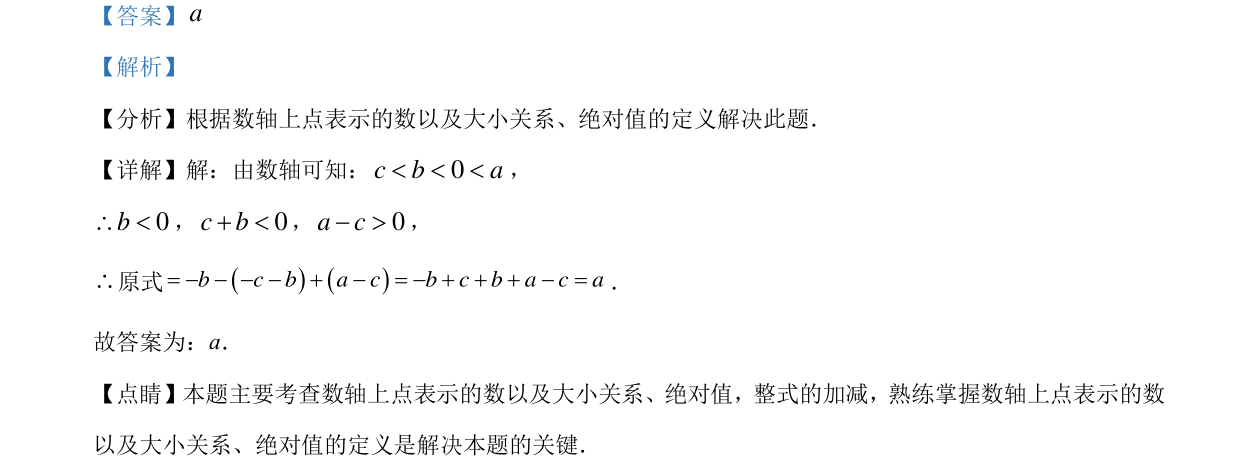 【答案】a
【解析】
【分析】根据数轴上点表示的数以及大小关系、绝对值的定义解决此题．
【详解】解：由数轴可知：c<b<0<a，
∴b<0，c+b<0，a−c>0，
∴原式=−b−(−c−b)+(a−c)=−b+c+b+a−c=a．
故答案为：a．
【点睛】本题主要考查数轴上点表示的数以及大小关系、绝对值，整式的加减，熟练掌握数轴上点表示的数
以及大小关系、绝对值的定义是解决本题的关键．